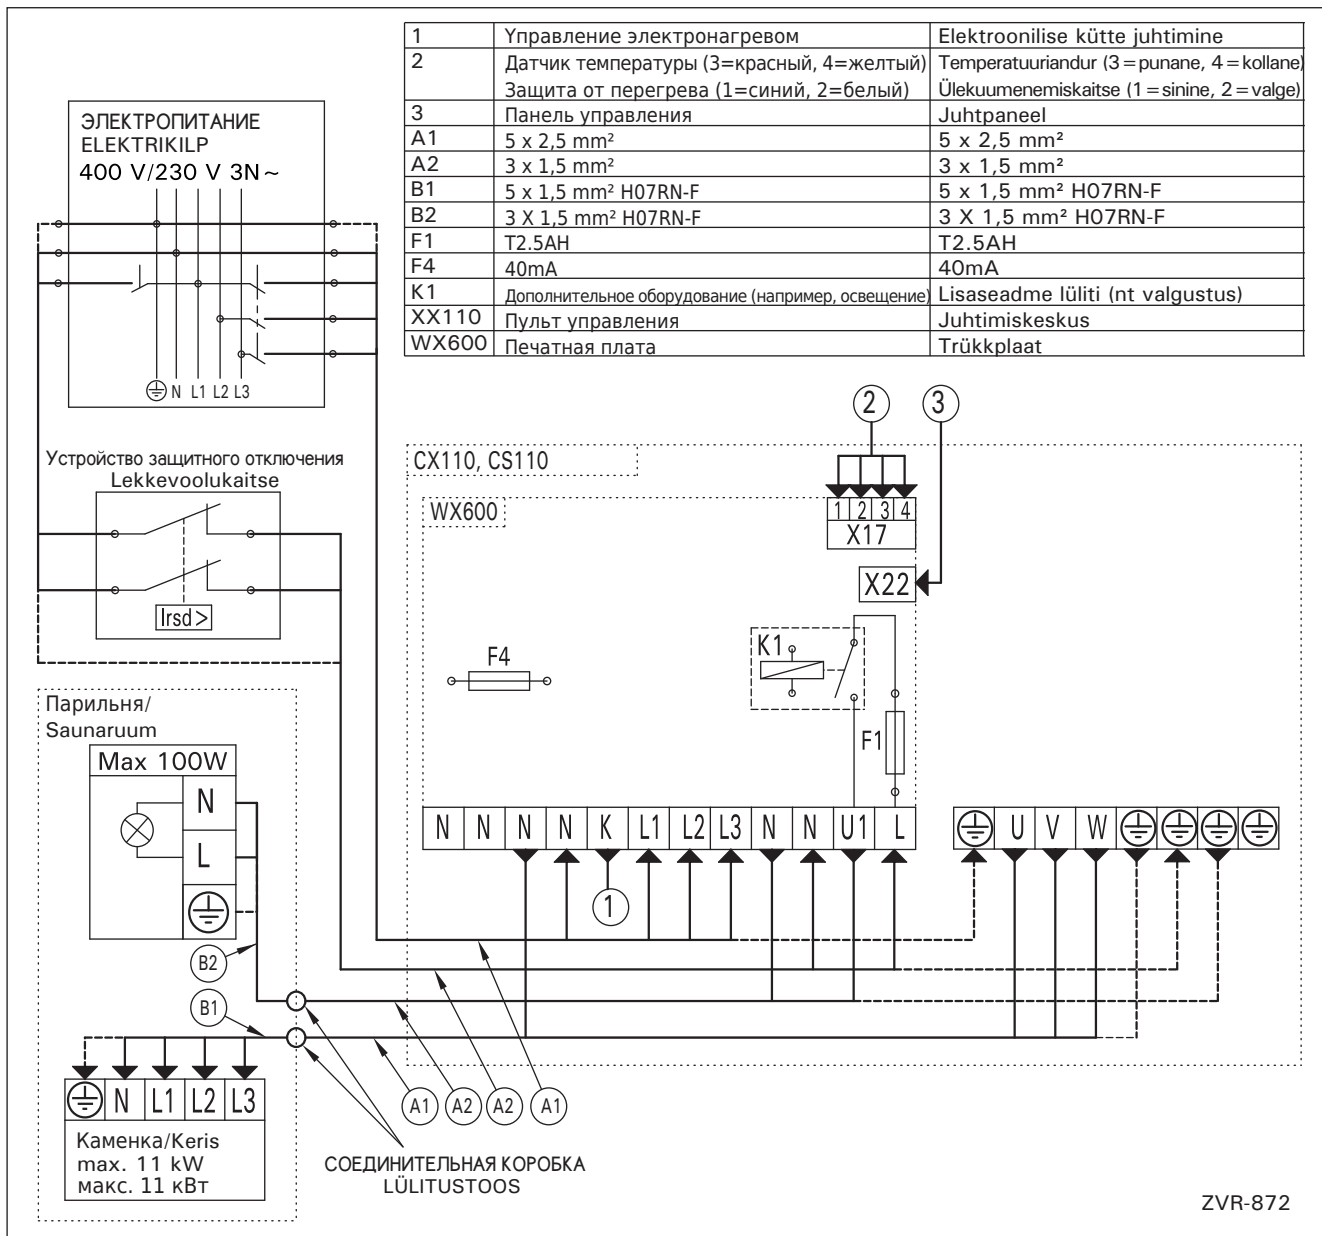 1 Управление электронагревом Elektroonilise kütte juhtimine
2 Датчик температуры (3=красный, 4=желтый) Temperatuuriandur (3=punane, 4=kollane)
Защита от перегрева (1=синий, 2=белый) Ülekuumenemiskaitse (1=sinine, 2=valge)
3 Панель управления Juhtpaneel
A1 5 x 2,5 mm² 5 x 2,5 mm²
A2 3 x 1,5 mm² 3 x 1,5 mm²
B1 5 x 1,5 mm² H07RN-F 5 x 1,5 mm² H07RN-F
B2 3 X 1,5 mm² H07RN-F 3 X 1,5 mm² H07RN-F
F1 T2.5AH T2.5AH
F4 40mA 40mA
K1 Дополнительное оборудование (например, освещение) Lisaseadme lüliti (nt valgustus)
XX110 Пульт управления Juhtimiskeskus
WX600 Печатная плата Trükkplaat
ЭЛЕКТРОПИТАНИЕ
ELEKTRIKILP
400 V/230 V 3N~
N L1 L2 L3
Устройство защитного отключения
Lekkevoolukaitse
Irsd>
2 3
CX110, CS110
WX600
1 2 3 4
X17
X22
K1
F4
F1
Парильня/
Saunaruum
Max 100W
N
L
N N N N K L1 L2 L3 N N U1 L U V W
1
B2
B1
N L1 L2 L3
A1 A2 A2 A1
Каменка/Keris
max. 11 kW
макс. 11 кВт
СОЕДИНИТЕЛЬНАЯ КОРОБКА
LÜLITUSTOOS
ZVR-872